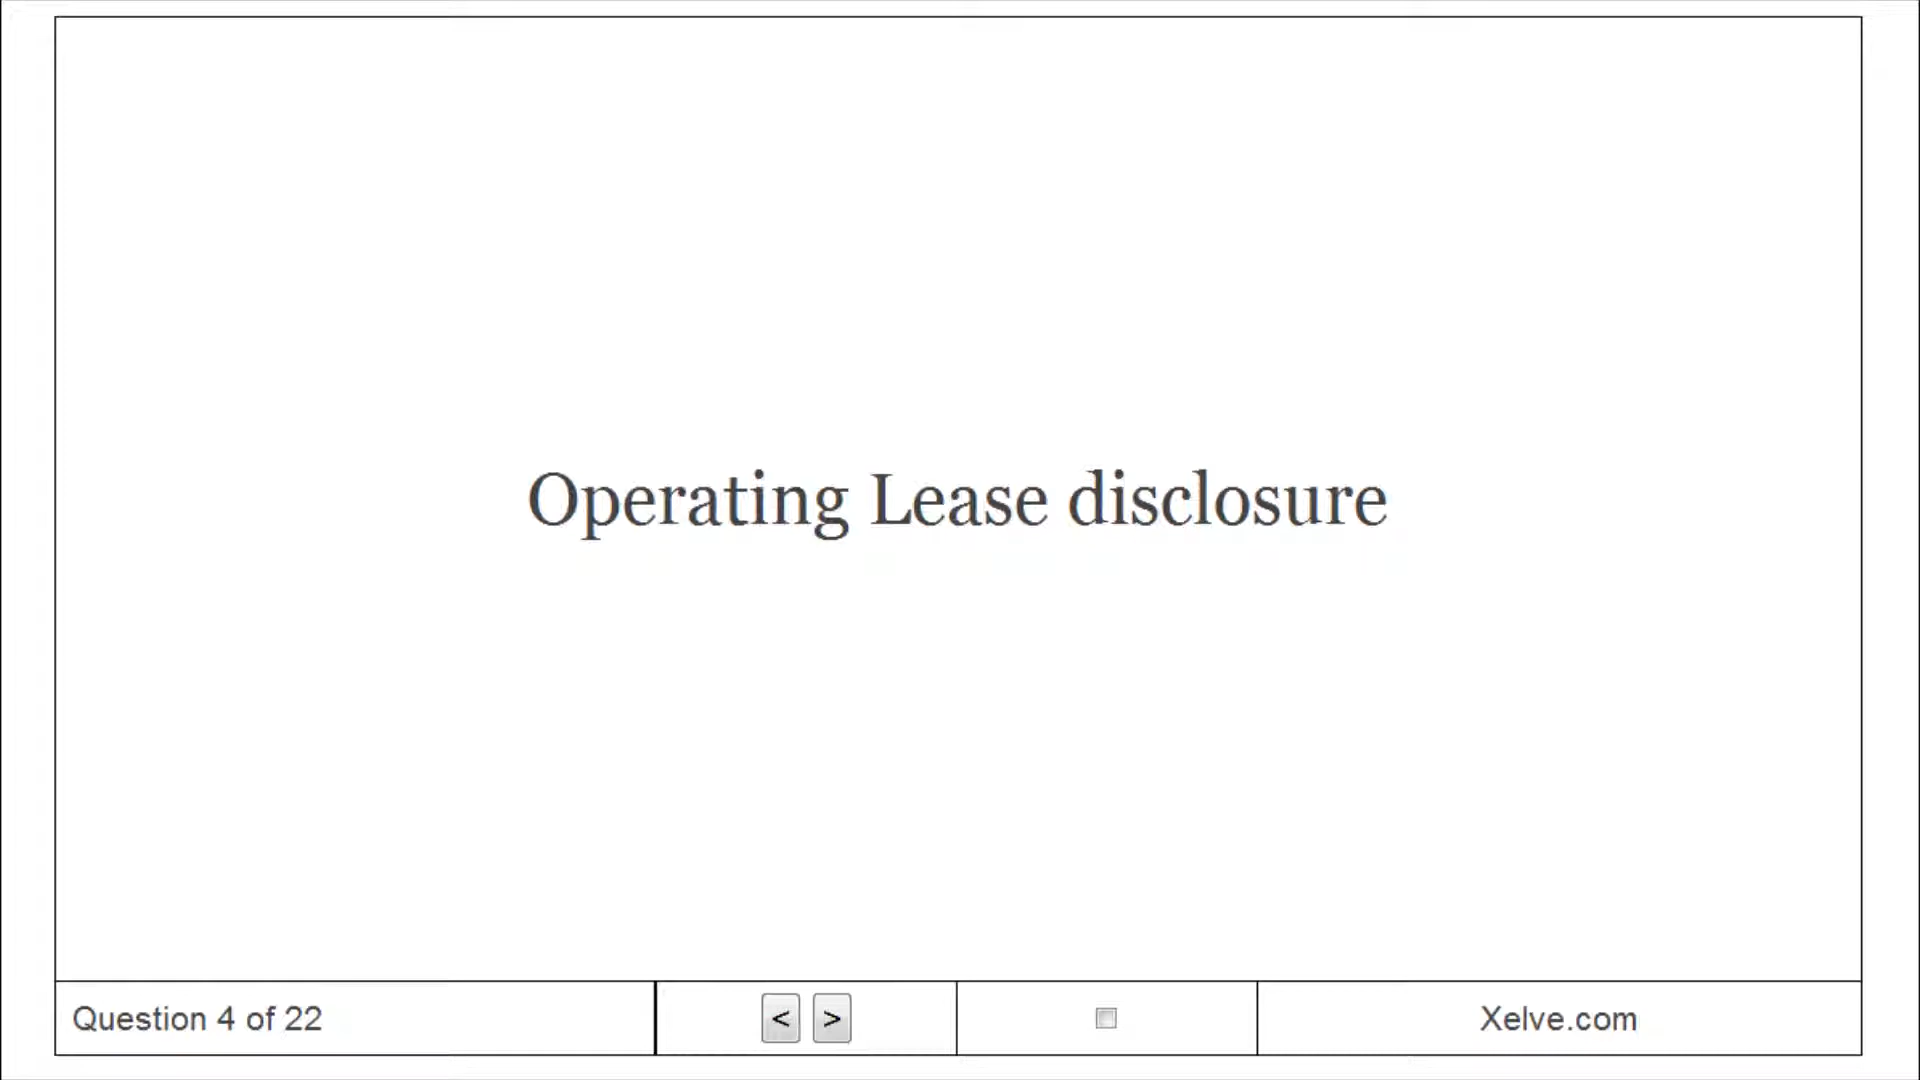 Operating Lease disclosure
Question 4 of 22
<
>
Xelve.com